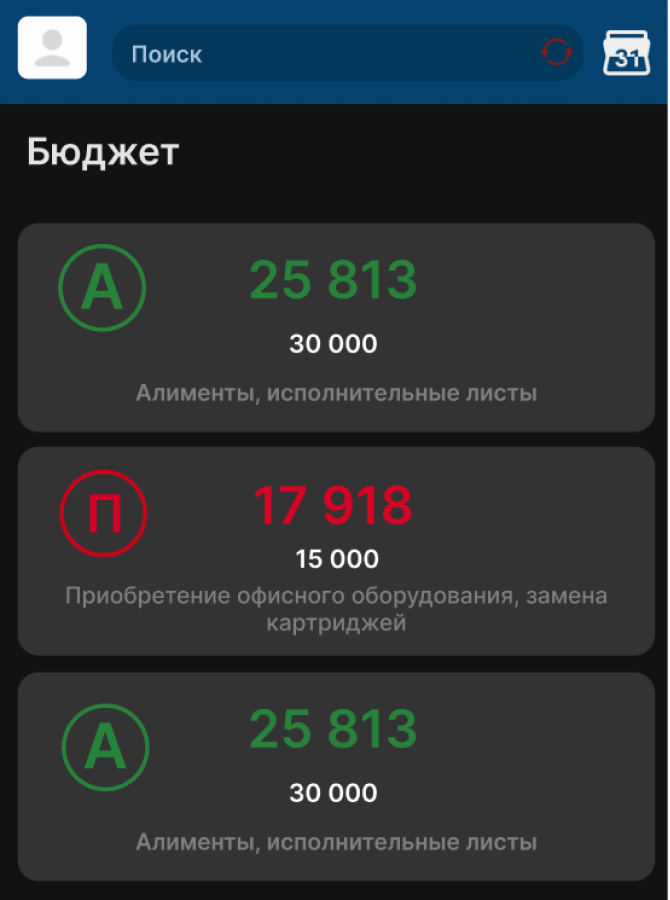 Поиск
31
Бюджет
А
25 813
30 000
Алименты, исполнительные листы
П
17 918
15 000
Приобретение офисного оборудования, замена
картриджей
А
25 813
30 000
Алименты, исполнительные листы